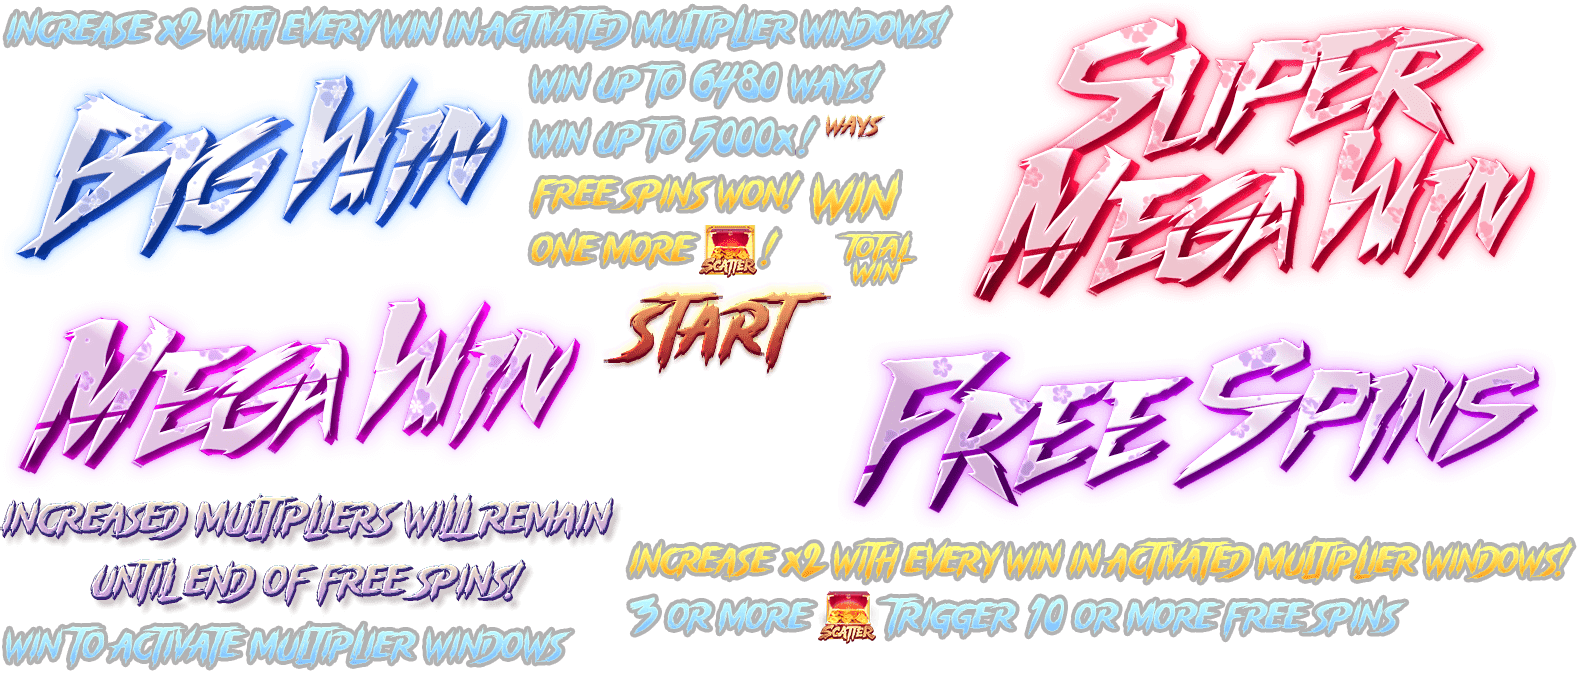 INCREASE x2 WITH EVERY WIN IN ACTIVATED MULTIPLIER WINDOWS!
BIG WIN
WIN UP TO 6480 WAYS!
WIN UP TO 5000x!
WAYS
FREE SPINS WON!
WIN
ONE MORE SCATTER!
TOTAL
WIN
SUPER
MEGA WIN
START
MEGA WIN
FREE SPINS
INCREASED MULTIPLIERS WILL REMAIN
UNTIL END OF FREE SPINS!
WIN TO ACTIVATE MULTIPLIER WINDOWS
INCREASE x2 WITH EVERY WIN IN ACTIVATED MULTIPLIER WINDOWS!
3 OR MORE SCATTER TRIGGER 10 OR MORE FREE SPINS